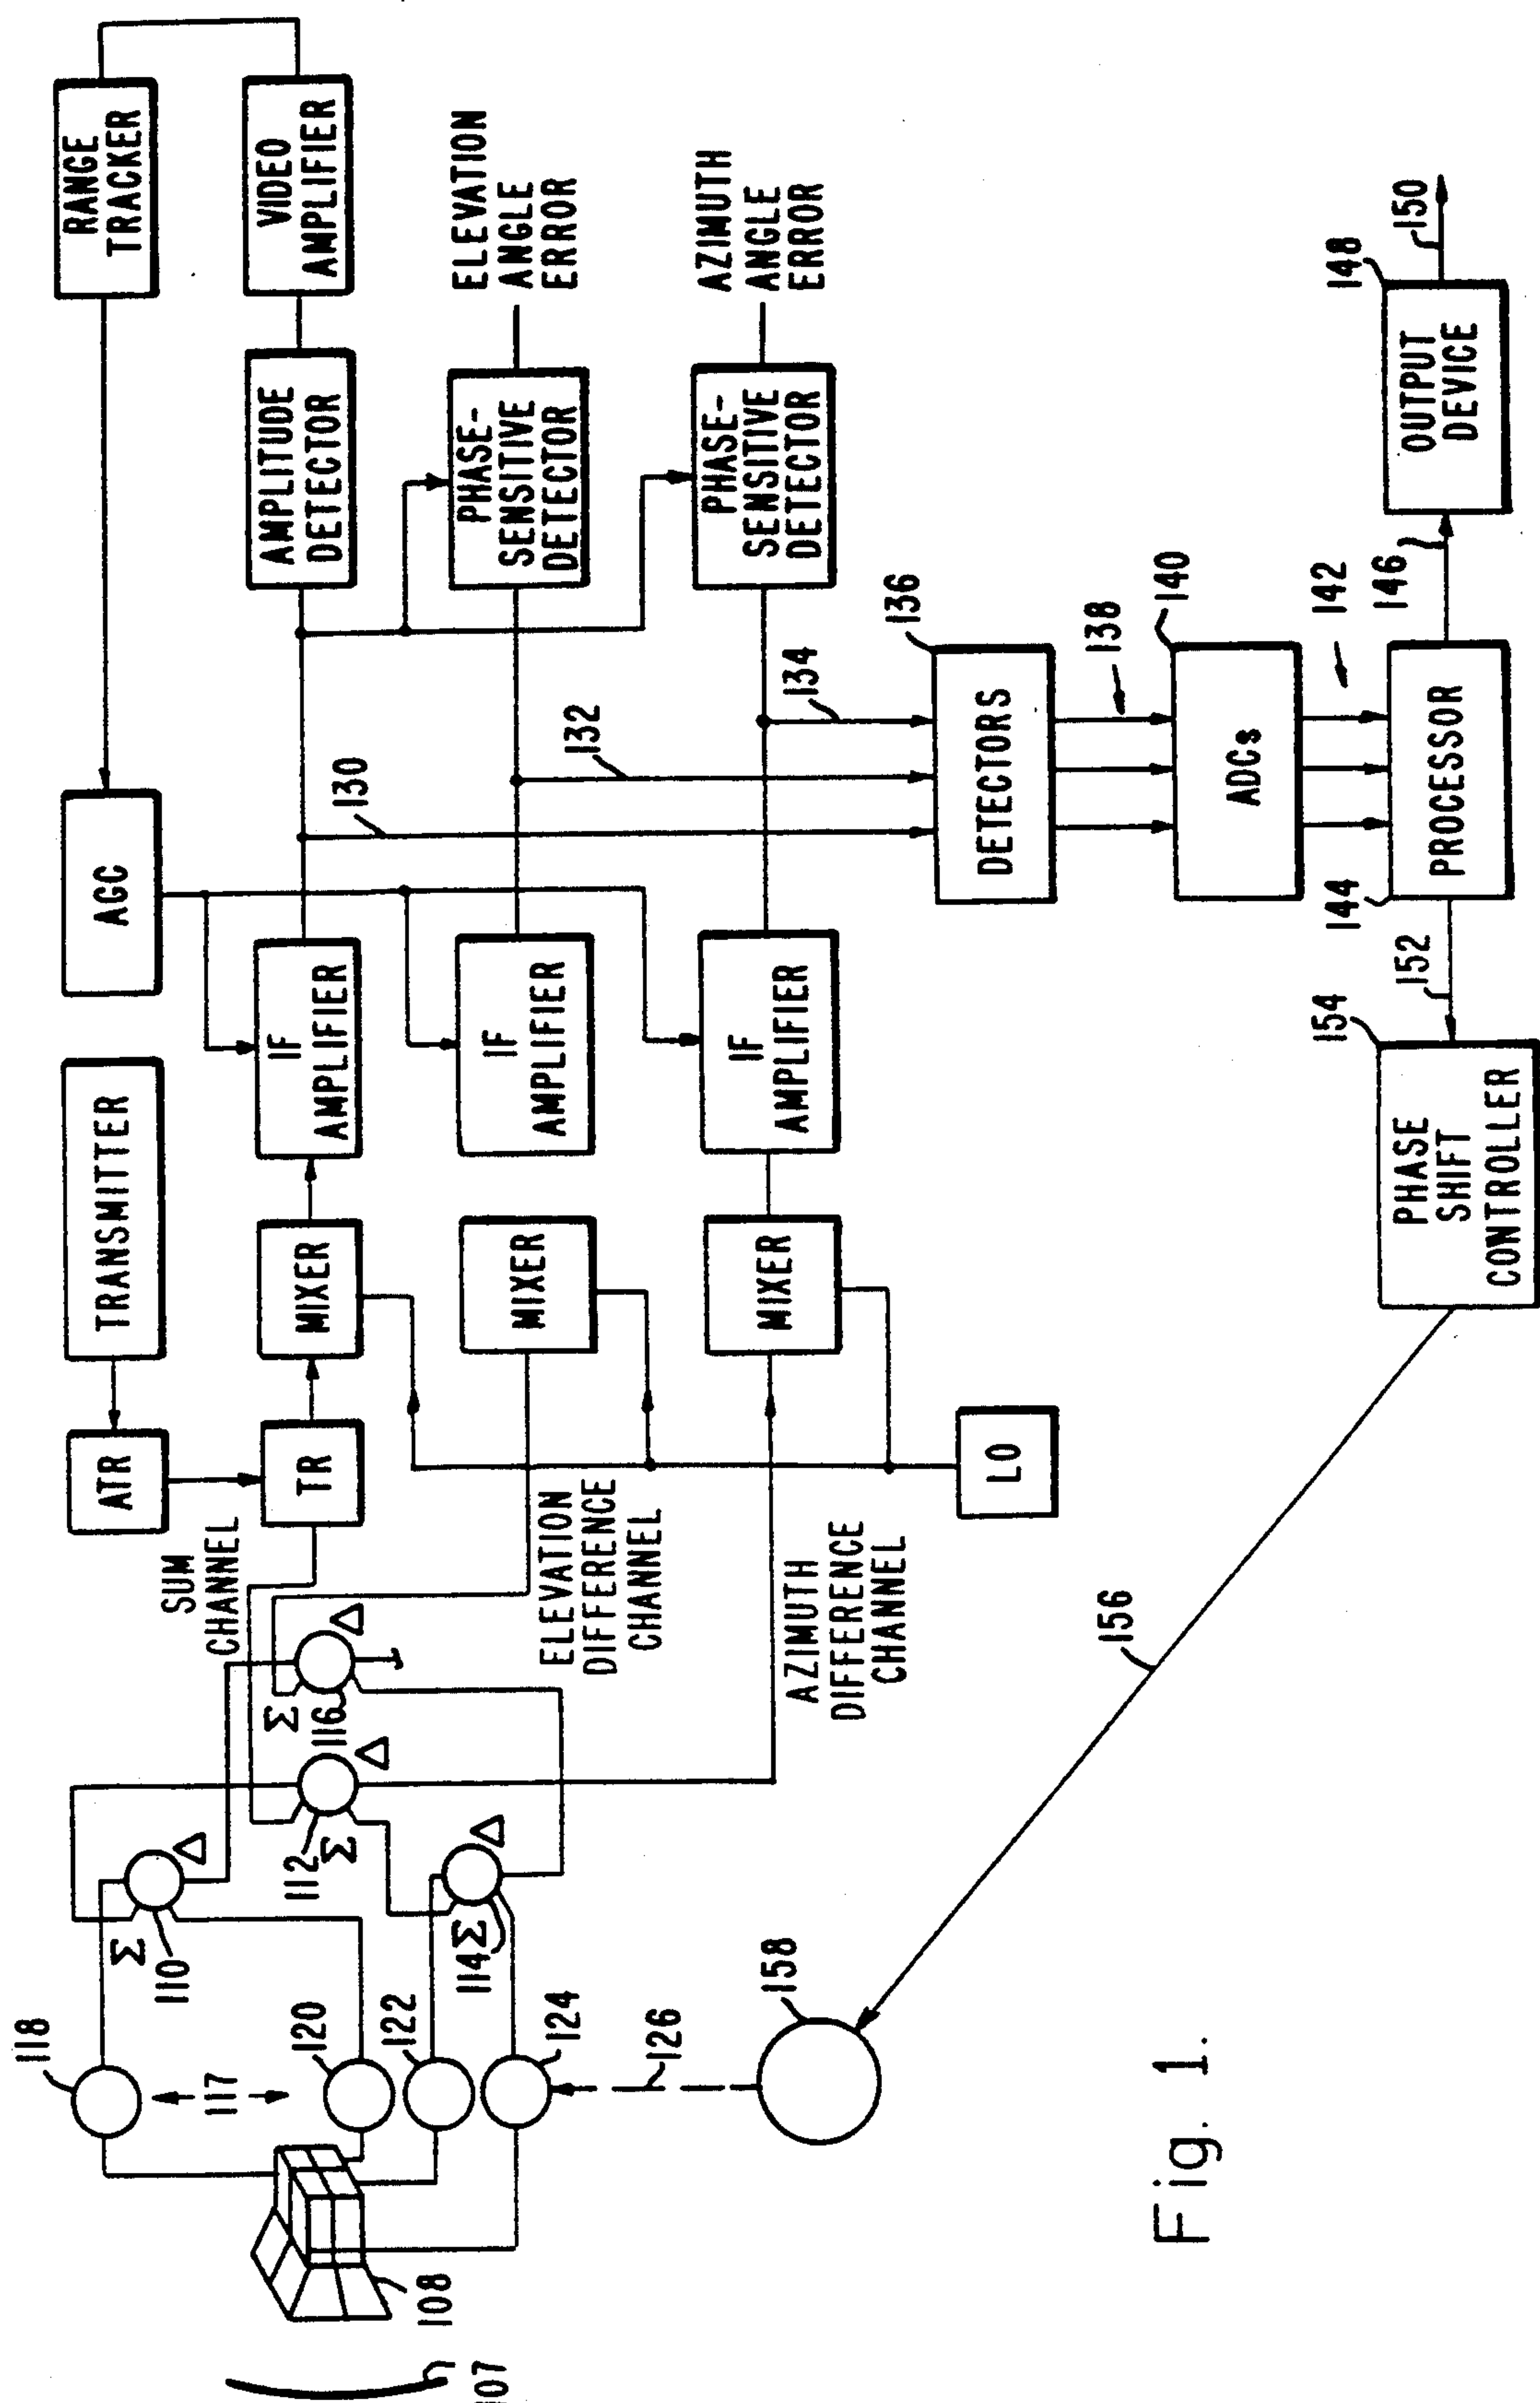 RANGE
TRACKER
VIDEO
AMPLIFIER
AMPLITUDE
DETECTOR
ELEVATION
ANGLE
ERROR
PHASE-
SENSITIVE
DETECTOR
AZIMUTH
ANGLE
ERROR
PHASE-
SENSITIVE
DETECTOR
AGC
TRANSMITTER
ATR
SUM
CHANNEL
TR
MIXER
IF
AMPLIFIER
130
ELEVATION
DIFFERENCE
CHANNEL
MIXER
IF
AMPLIFIER
132
AZIMUTH
DIFFERENCE
CHANNEL
MIXER
IF
AMPLIFIER
134
LO
118
117
120
122
124
126
158
108
107
Σ
110
Δ
112
Σ
Δ
114
Σ
Δ
Σ
116
Δ
136
DETECTORS
138
140
ADCs
142
144
PROCESSOR
146
148
OUTPUT
DEVICE
150
152
154
PHASE
SHIFT
CONTROLLER
156
Fig. 1.